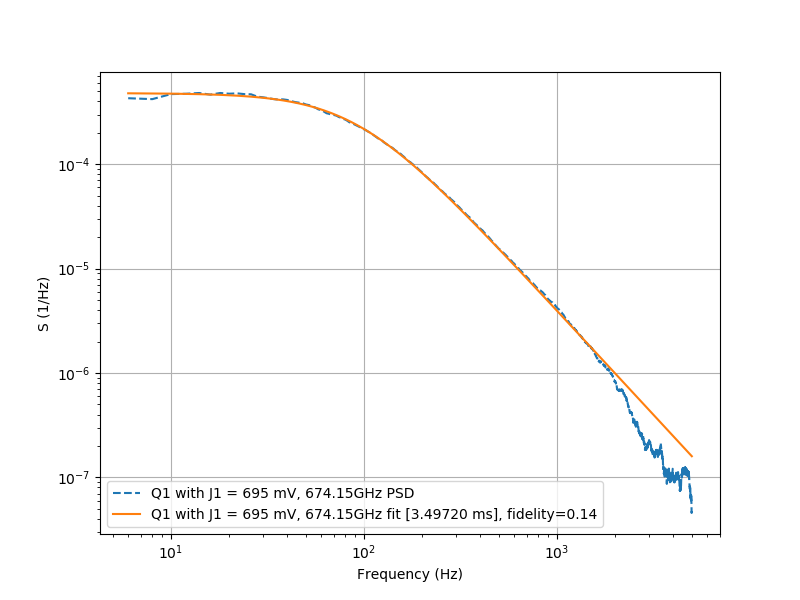 S (1/Hz)
10⁻⁴
10⁻⁵
10⁻⁶
10⁻⁷
Q1 with J1 = 695 mV, 674.15GHz PSD
Q1 with J1 = 695 mV, 674.15GHz fit [3.49720 ms], fidelity=0.14
10¹ 10² 10³
Frequency (Hz)